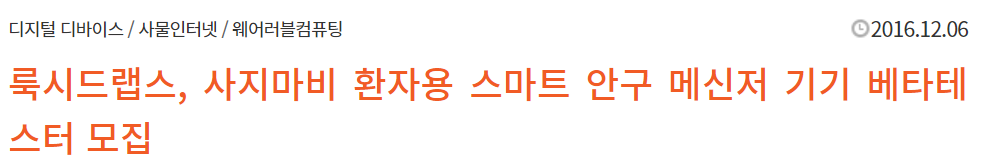 디지털 디바이스 / 사물인터넷 / 웨어러블컴퓨팅 2016.12.06
룩시드랩스, 사지마비 환자용 스마트 안구 메신저 기기 베타테
스터 모집